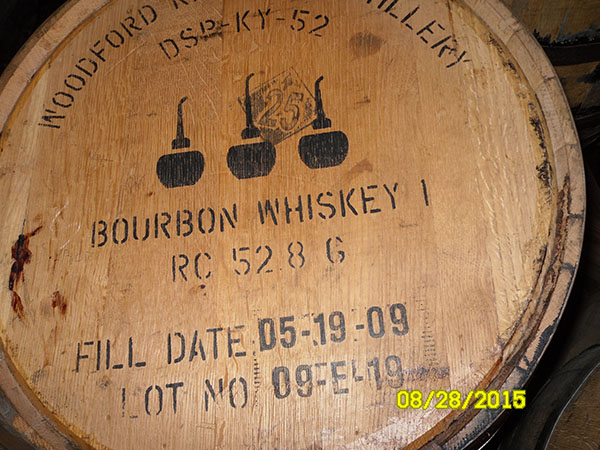 WOODFORD DISTILLERY
DSP-KY-52
25
BOURBON WHISKEY I
RC 52.8 G
FILL DATE 05-19-09
LOT NO 09-E-19
08/28/2015